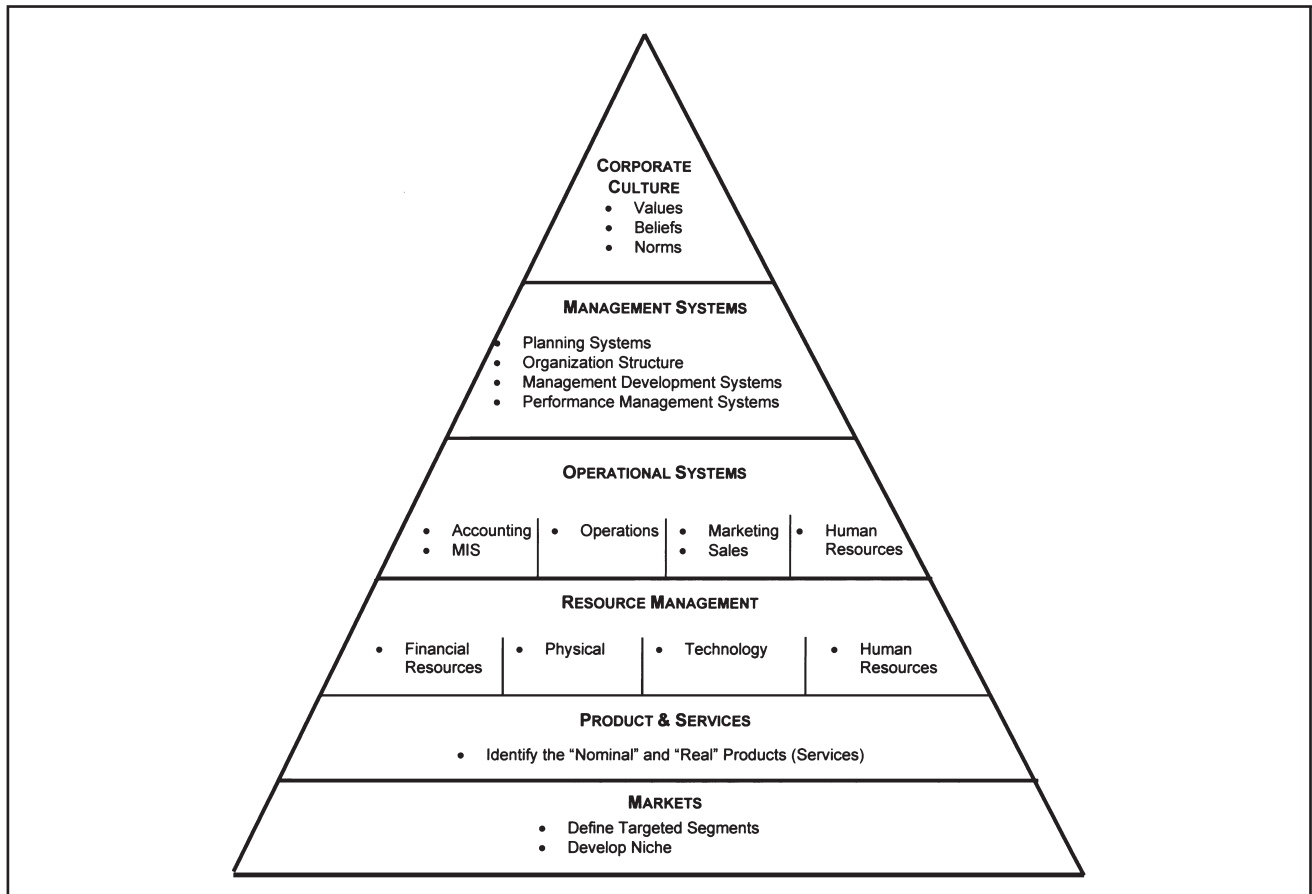 CORPORATE
CULTURE
• Values
• Beliefs
• Norms
MANAGEMENT SYSTEMS
• Planning Systems
• Organization Structure
• Management Development Systems
• Performance Management Systems
OPERATIONAL SYSTEMS
• Accounting
• MIS
• Operations
• Marketing
• Sales
• Human
Resources
RESOURCE MANAGEMENT
• Financial
Resources
• Physical
• Technology
• Human
Resources
PRODUCT & SERVICES
• Identify the “Nominal” and “Real” Products (Services)
MARKETS
• Define Targeted Segments
• Develop Niche